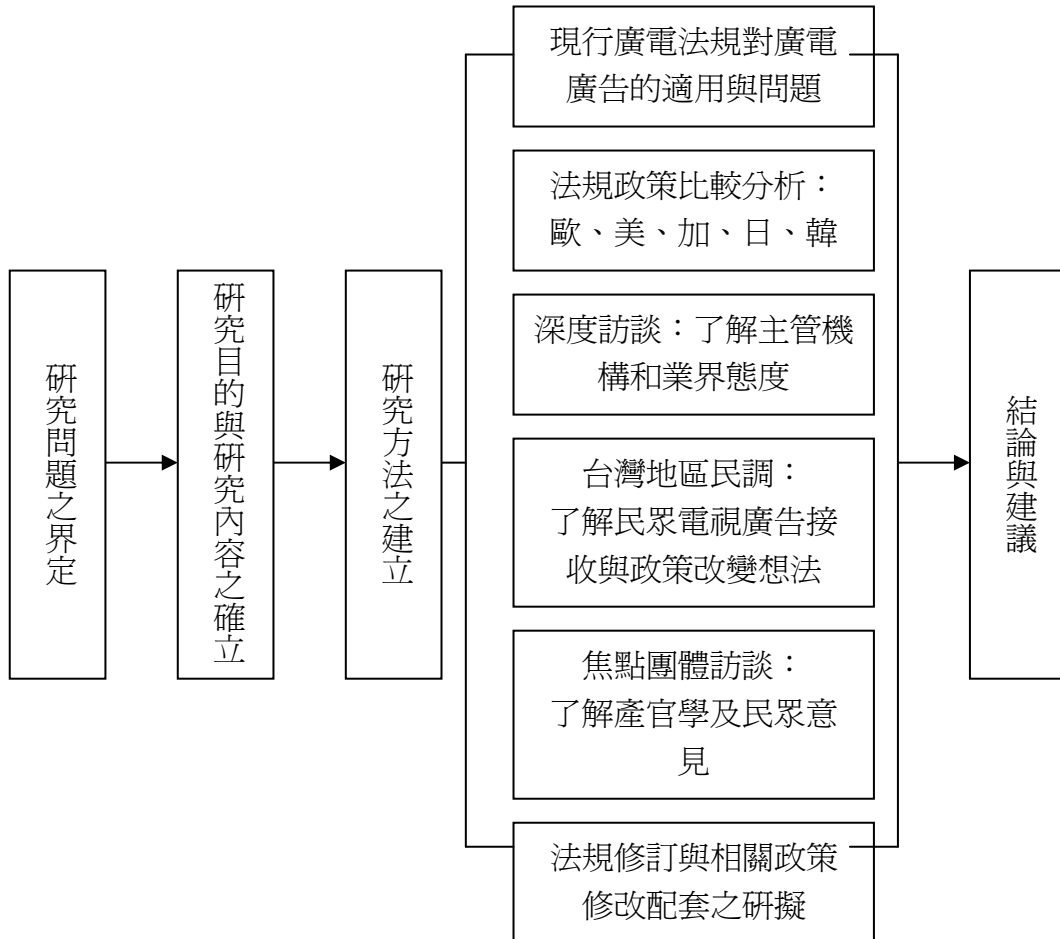 研究問題之界定
研究目的與研究內容之確立
研究方法之建立
現行廣電法規對廣電
廣告的適用與問題
法規政策比較分析：
歐、美、加、日、韓
深度訪談：了解主管機
構和業界態度
台灣地區民調：
了解民眾電視廣告接
收與政策改變想法
焦點團體訪談：
了解產官學及民眾意
見
法規修訂與相關政策
修改配套之研擬
結論與建議